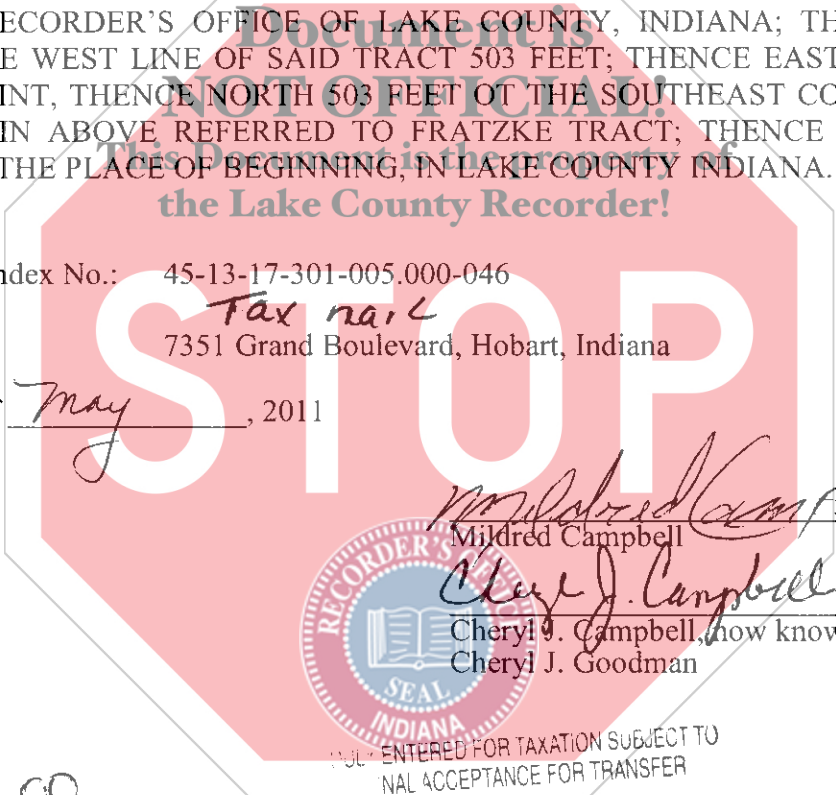 ECORDER'S OFFICE OF LAKE COUNTY, INDIANA; TH
Document is
E WEST LINE OF SAID TRACT 503 FEET; THENCE EAST
NOT OFFICIAL!
INT, THENCE NORTH 503 FEET OT THE SOUTHEAST CO
IN ABOVE REFERRED TO FRATZKE TRACT; THENCE
This Document is the property of
THE PLACE OF BEGINNING, IN LAKE COUNTY INDIANA.
the Lake County Recorder!
ndex No.: 45-13-17-301-005.000-046
Tax
7351 Grand Boulevard, Hobart, Indiana
May, 2011
STOP
Mildred Camp
Mildred Campbell
Cheryl J. Campbell
Cheryl J. Campbell, now know
Cheryl J. Goodman
RECORDER'S OFFICE
SEAL
INDIANA
ENTERED FOR TAXATION SUBJECT TO
NAL ACCEPTANCE FOR TRANSFER